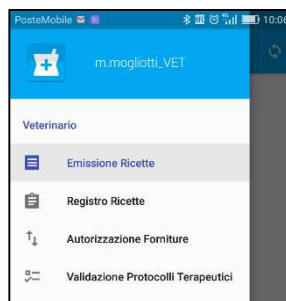 PosteMobile 10:06
m.mogliotti_VET
Veterinario
Emissione Ricette
Registro Ricette
Autorizzazione Forniture
Validazione Protocolli Terapeutici